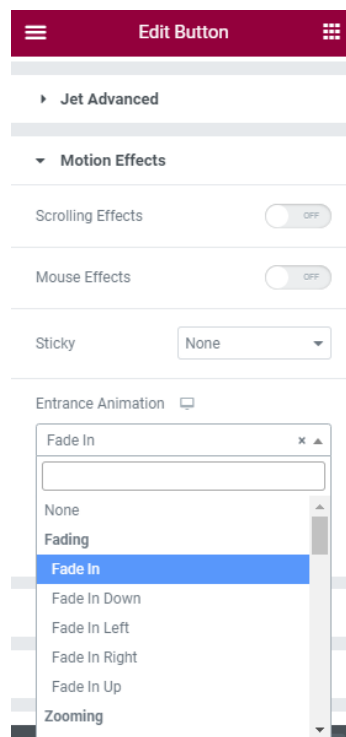 Edit Button
Jet Advanced
Motion Effects
Scrolling Effects OFF
Mouse Effects OFF
Sticky None
Entrance Animation
Fade In ×
None
Fading
Fade In
Fade In Down
Fade In Left
Fade In Right
Fade In Up
Zooming